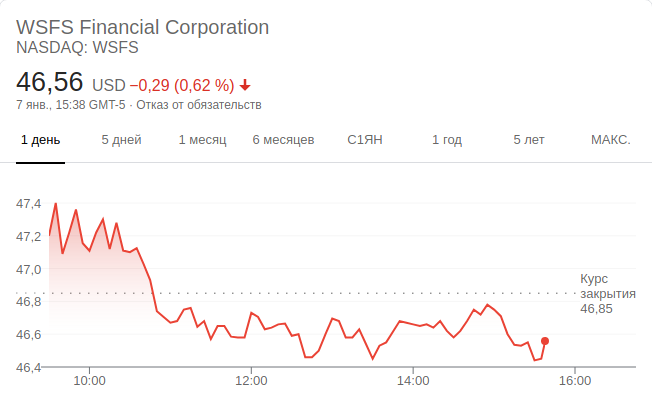 WSFS Financial Corporation
NASDAQ: WSFS
46,56 USD −0,29 (0,62 %)
7 янв., 15:38 GMT-5 · Отказ от обязательств
1 день 5 дней 1 месяц 6 месяцев С1ЯН 1 год 5 лет МАКС.
47,4
47,2
47,0
46,8
46,6
46,4
Курс
закрытия
46,85
10:00 12:00 14:00 16:00